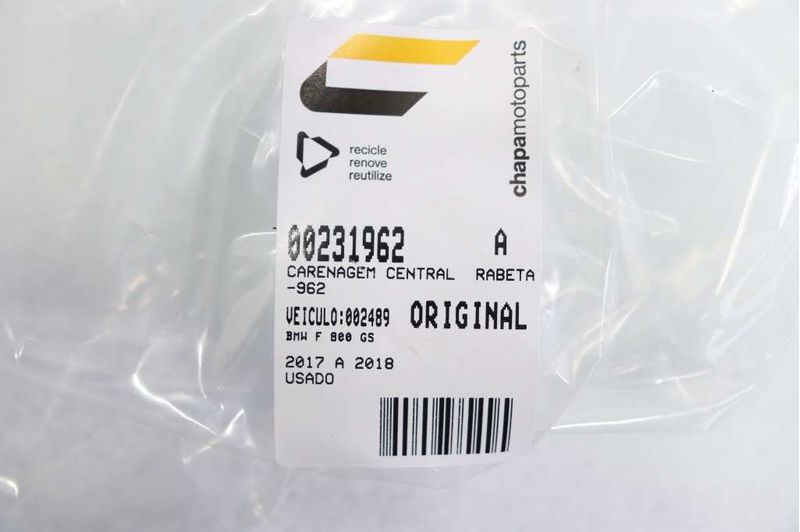 chapamotoparts
recicle
renove
reutilize
00231962 A
CARENAGEM CENTRAL RABETA
-962
VEICULO:002489 ORIGINAL
BMW F 800 GS
2017 A 2018
USADO